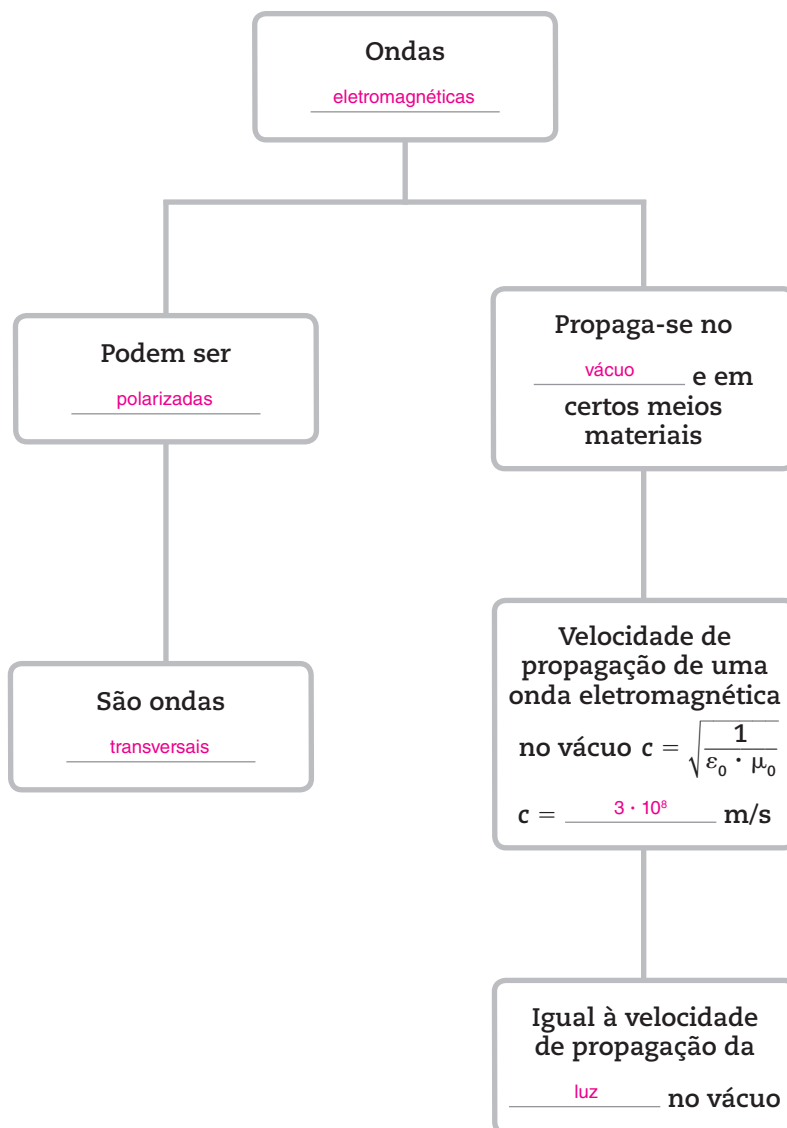 Ondas
eletromagnéticas
Podem ser
polarizadas
São ondas
transversais
Propaga-se no
vácuo e em
certos meios
materiais
Velocidade de
propagação de uma
onda eletromagnética
no vácuo c = √(1 / (ε₀ · μ₀))
c = 3 · 10⁸ m/s
Igual à velocidade
de propagação da
luz no vácuo